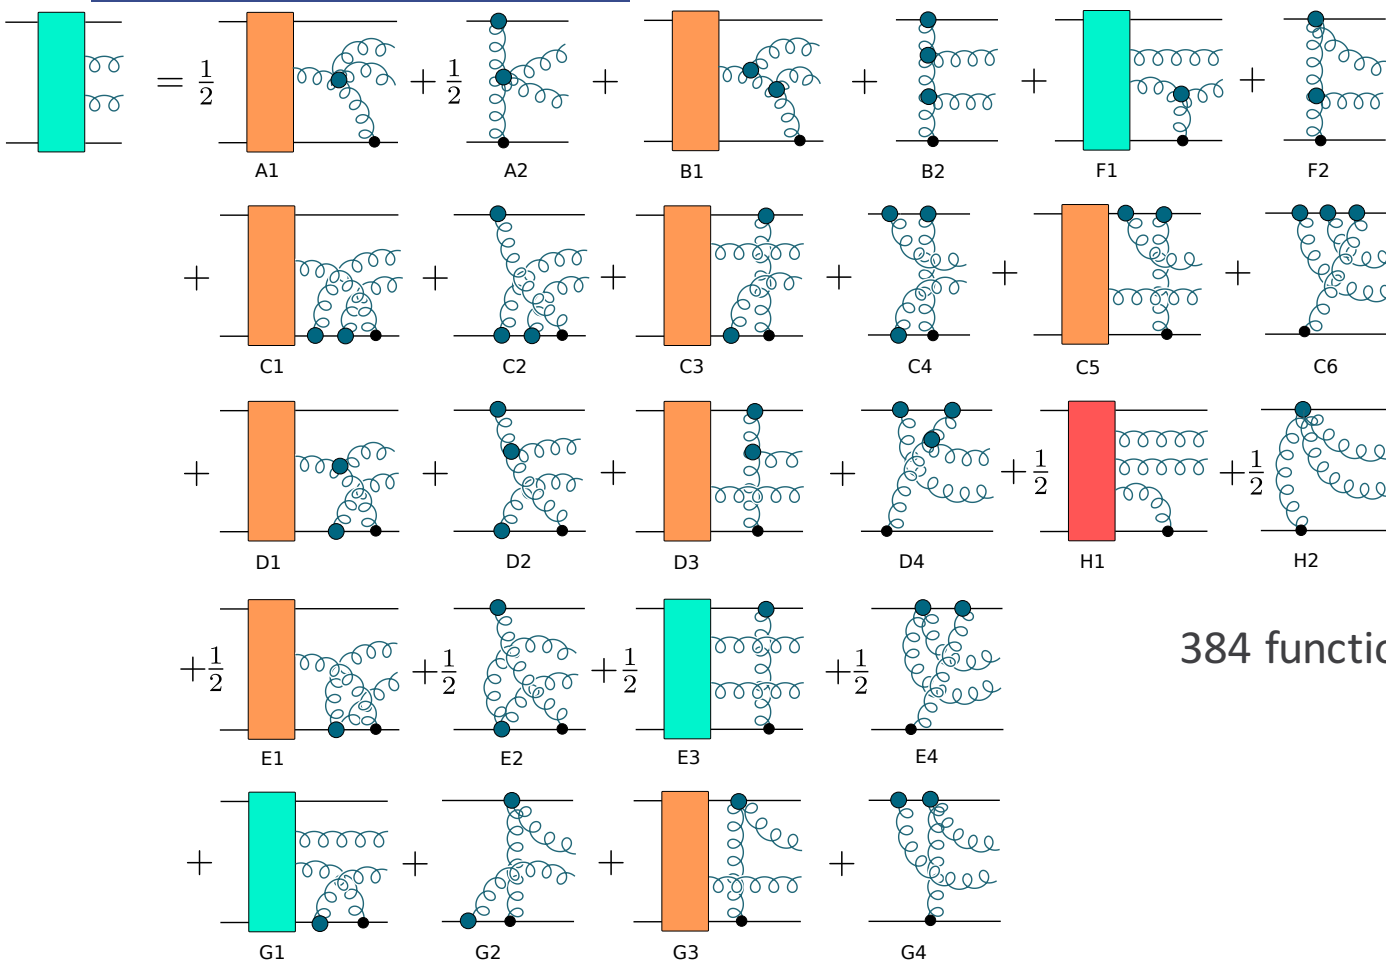 = 1/2 + 1/2 + + + +
A1 A2 B1 B2 F1 F2
+ + + + + +
C1 C2 C3 C4 C5 C6
+ + + + +1/2 +1/2
D1 D2 D3 D4 H1 H2
+1/2 +1/2 +1/2 +1/2
384
E1 E2 E3 E4
+ + + +
G1 G2 G3 G4